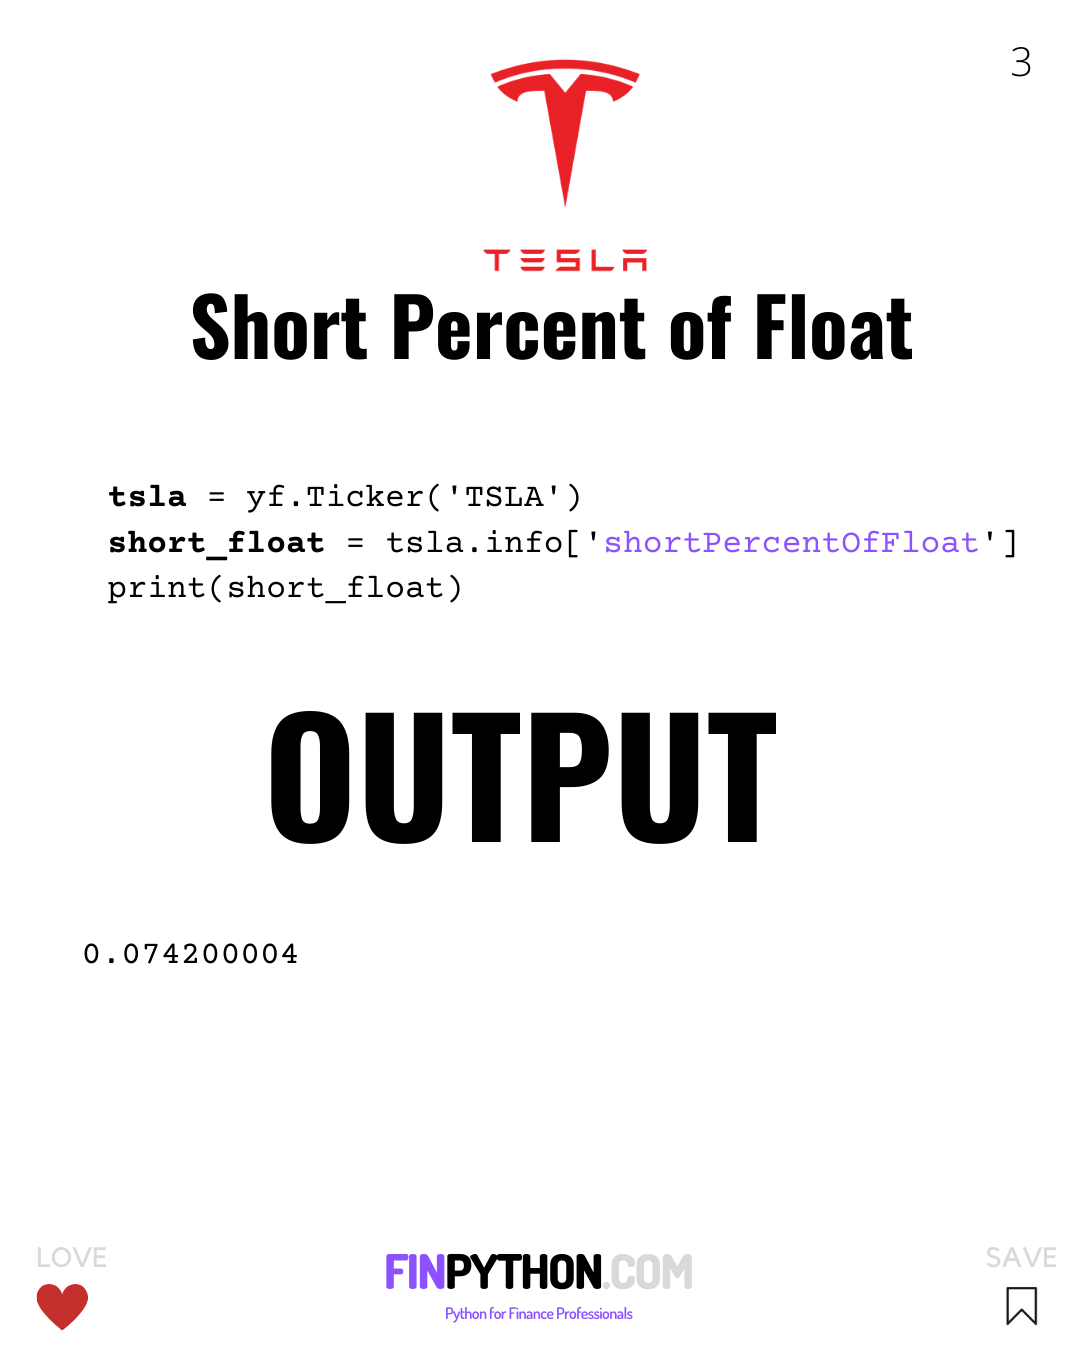 3
TESLA
Short Percent of Float
tsla = yf.Ticker('TSLA')
short_float = tsla.info['shortPercentOfFloat']
print(short_float)
OUTPUT
0.074200004
LOVE
FINPYTHON.COM
Python for Finance Professionals
SAVE